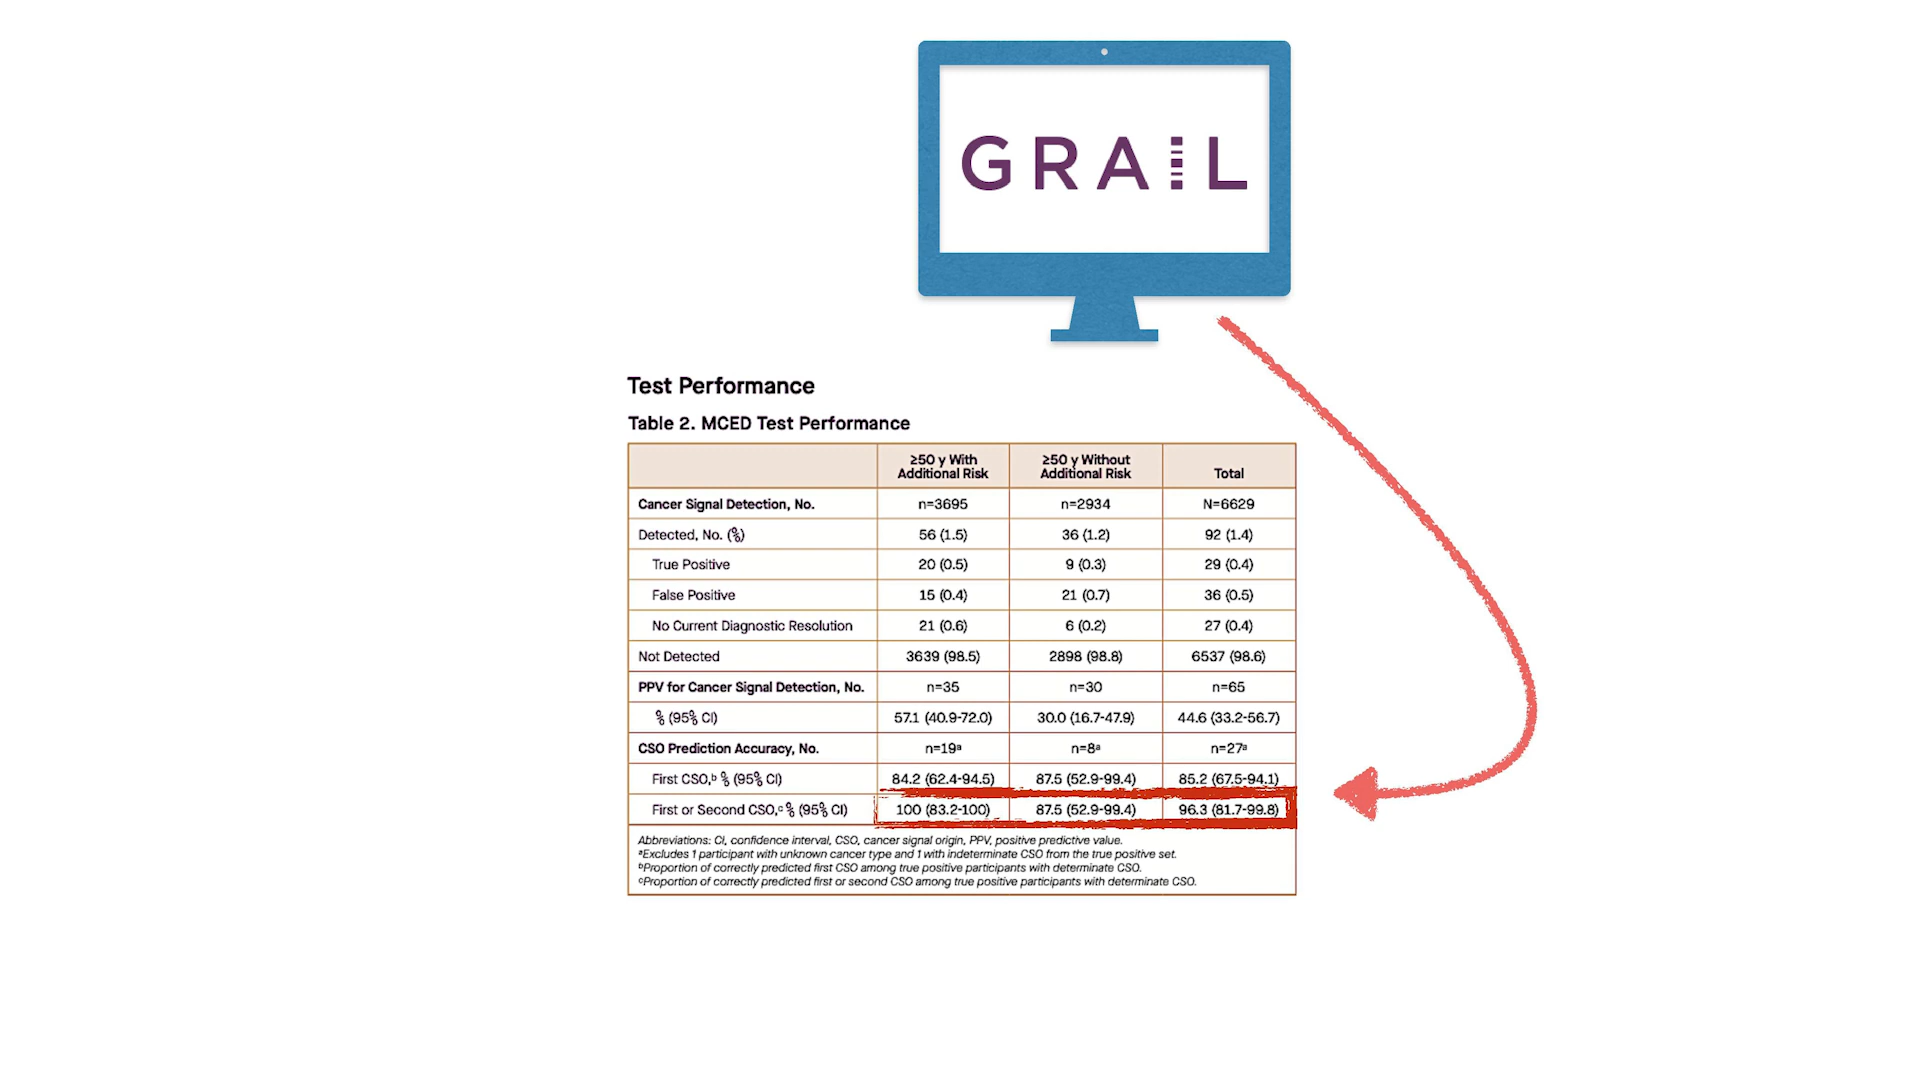 GRAIL
Test Performance
Table 2. MCED Test Performance
≥50 y With Additional Risk ≥50 y Without Additional Risk Total
Cancer Signal Detection, No. n=3695 n=2934 N=6629
Detected, No. (%) 56 (1.5) 36 (1.2) 92 (1.4)
True Positive 20 (0.5) 9 (0.3) 29 (0.4)
False Positive 15 (0.4) 21 (0.7) 36 (0.5)
No Current Diagnostic Resolution 21 (0.6) 6 (0.2) 27 (0.4)
Not Detected 3639 (98.5) 2898 (98.8) 6537 (98.6)
PPV for Cancer Signal Detection, No. n=35 n=30 n=65
% (95% CI) 57.1 (40.9-72.0) 30.0 (16.7-47.9) 44.6 (33.2-56.7)
CSO Prediction Accuracy, No. n=19ᵃ n=8ᵃ n=27ᵃ
First CSO,ᵇ % (95% CI) 84.2 (62.4-94.5) 87.5 (52.9-99.4) 85.2 (67.5-94.1)
First or Second CSO,ᶜ % (95% CI) 100 (83.2-100) 87.5 (52.9-99.4) 96.3 (81.7-99.8)
Abbreviations: CI, confidence interval, CSO, cancer signal origin, PPV, positive predictive value.
ᵃExcludes 1 participant with unknown cancer type and 1 with indeterminate CSO from the true positive set.
ᵇProportion of correctly predicted first CSO among true positive participants with determinate CSO.
ᶜProportion of correctly predicted first or second CSO among true positive participants with determinate CSO.